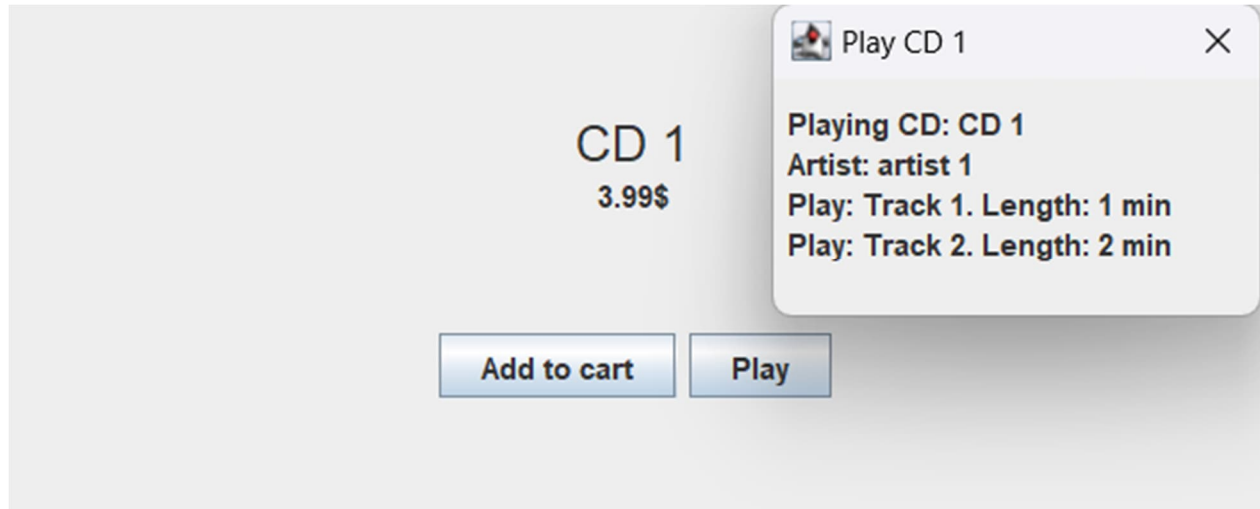 CD 1
3.99$
Add to cart
Play
Play CD 1
Playing CD: CD 1
Artist: artist 1
Play: Track 1. Length: 1 min
Play: Track 2. Length: 2 min